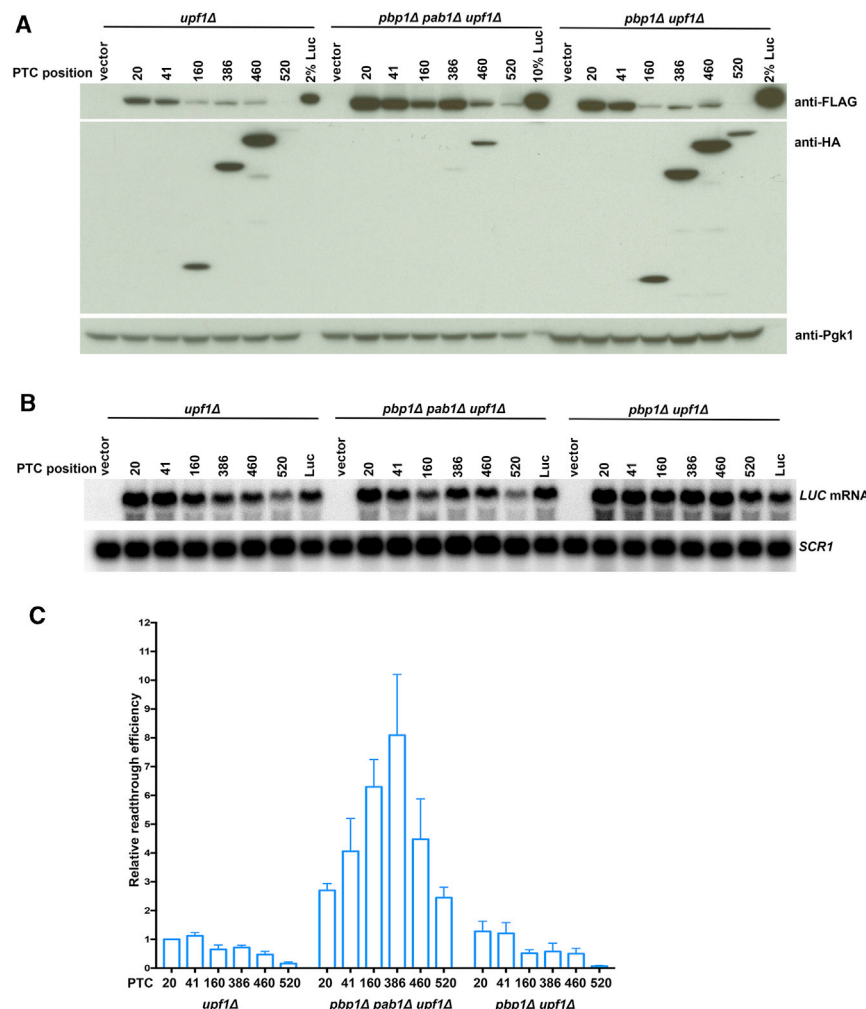 A
upf1Δ
pbp1Δ pab1Δ upf1Δ
pbp1Δ upf1Δ
PTC position
vector 20 41 160 386 460 520 2% Luc vector 20 41 160 386 460 520 10% Luc vector 20 41 160 386 460 520 2% Luc
anti-FLAG
anti-HA
anti-Pgk1
B
upf1Δ
pbp1Δ pab1Δ upf1Δ
pbp1Δ upf1Δ
PTC position
vector 20 41 160 386 460 520 Luc vector 20 41 160 386 460 520 Luc vector 20 41 160 386 460 520 Luc
LUC mRNA
SCR1
C
Relative readthrough efficiency
12
11
10
9
8
7
6
5
4
3
2
1
0
PTC 20 41 160 386 460 520 20 41 160 386 460 520 20 41 160 386 460 520
upf1Δ
pbp1Δ pab1Δ upf1Δ
pbp1Δ upf1Δ